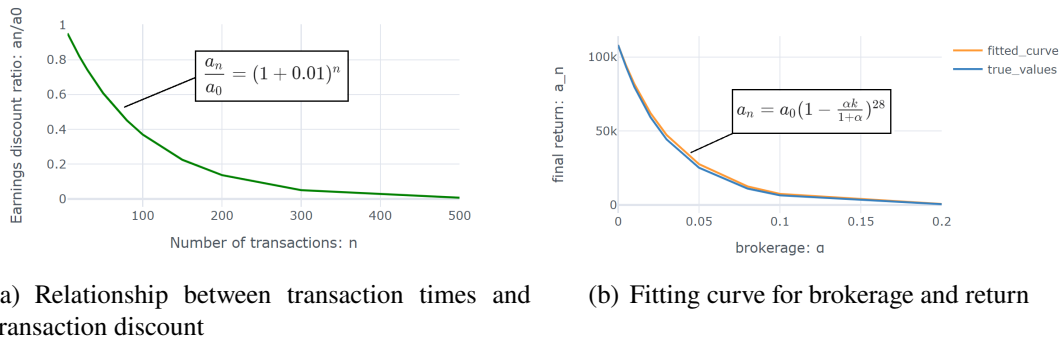 Earnings discount ratio: an/a0
1
0.8
0.6
0.4
0.2
0
100
200
300
400
500
Number of transactions: n
\frac{a_n}{a_0} = (1 + 0.01)^n
final return: a_n
100k
50k
0
0
0.05
0.1
0.15
0.2
brokerage: α
a_n = a_0(1 - \frac{αk}{1+α})^{28}
fitted_curve
true_values
a) Relationship between transaction times and
ransaction discount
(b) Fitting curve for brokerage and return